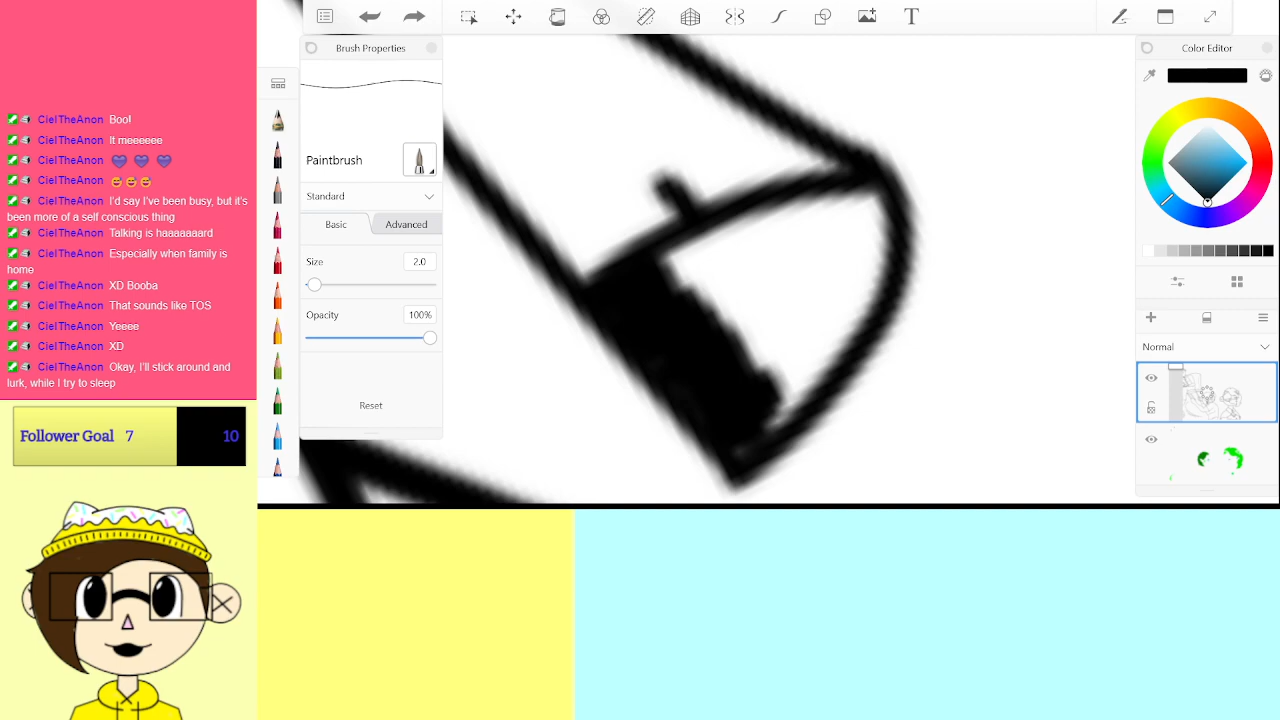 CielTheAnon Boo!
CielTheAnon It meeeeee
CielTheAnon 💜 💜 💜
CielTheAnon 😅 😅 😅
CielTheAnon I'd say I've been busy, but it's
been more of a self conscious thing
CielTheAnon Talking is haaaaaaard
CielTheAnon Especially when family is
home
CielTheAnon XD Booba
CielTheAnon That sounds like TOS
CielTheAnon Yeeee
CielTheAnon XD
CielTheAnon Okay, I'll stick around and
lurk, while I try to sleep
Follower Goal 7 10
T
Brush Properties
Paintbrush
Standard
Basic Advanced
Size 2.0
Opacity 100%
Reset
Color Editor
Normal